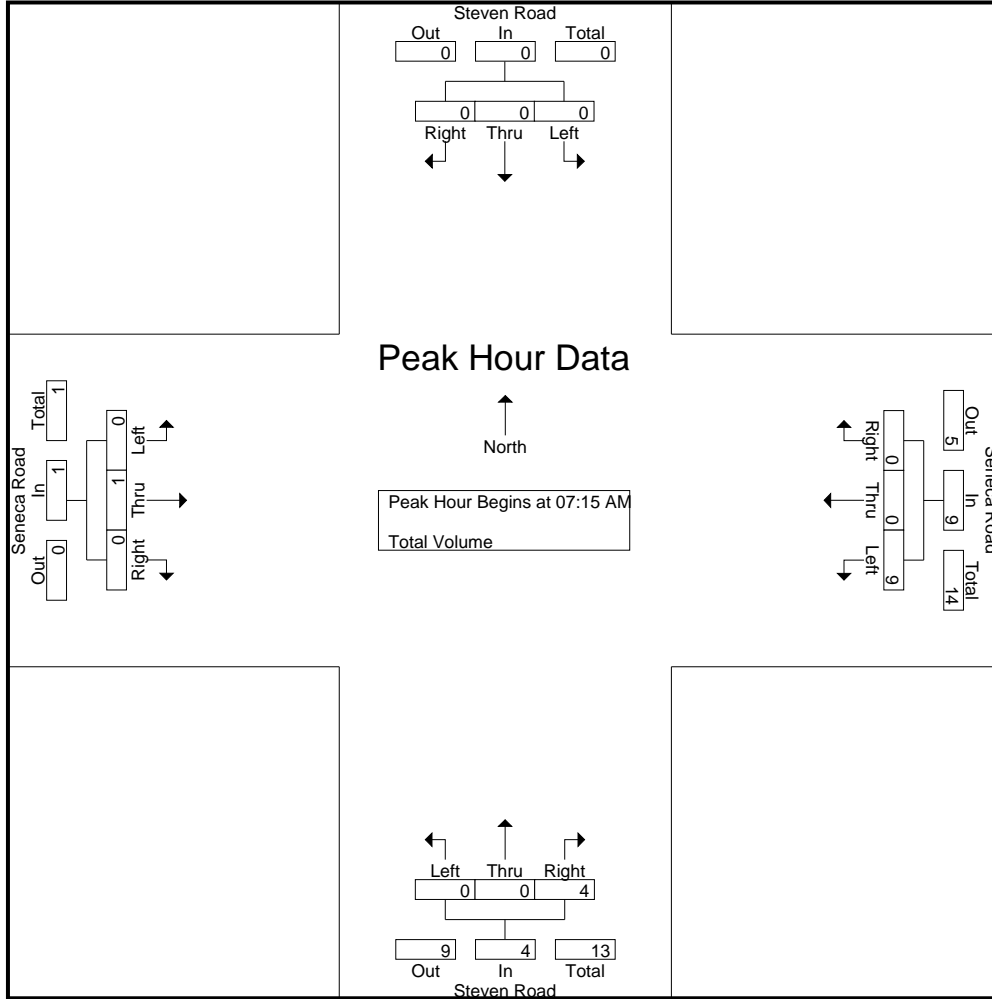 Steven Road
Out In Total
0 0 0
0 0 0
Right Thru Left
Peak Hour Data
North
Peak Hour Begins at 07:15 AM
Total Volume
Seneca Road
Total In Out
1 1 0
0 1 0
Left Thru Right
Right Thru Left
0 0 9
5 9 14
Out In Total
Seneca Road
Left Thru Right
0 0 4
9 4 13
Out In Total
Steven Road